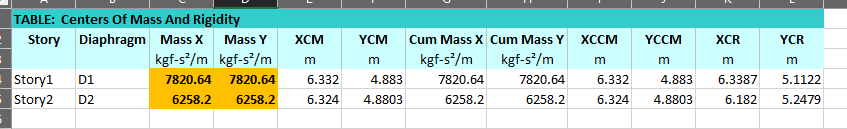 TABLE: Centers Of Mass And Rigidity
Story Diaphragm Mass X Mass Y XCM YCM Cum Mass X Cum Mass Y XCCM YCCM XCR YCR
kgf-s²/m kgf-s²/m m m kgf-s²/m kgf-s²/m m m m m
Story1 D1 7820.64 7820.64 6.332 4.883 7820.64 7820.64 6.332 4.883 6.3387 5.1122
Story2 D2 6258.2 6258.2 6.324 4.8803 6258.2 6258.2 6.324 4.8803 6.182 5.2479